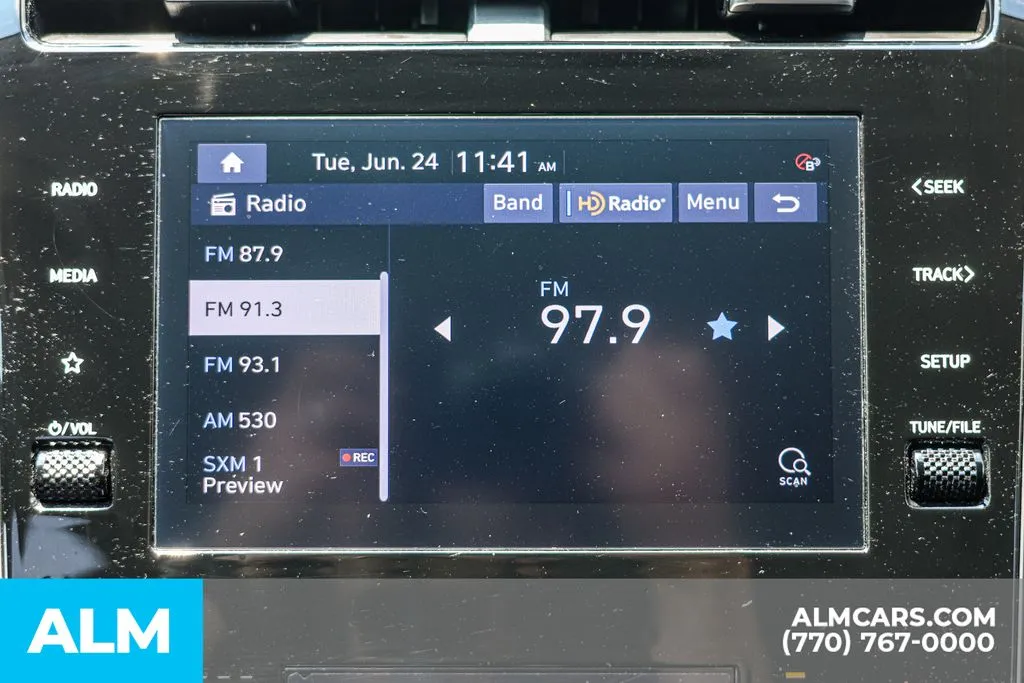 Tue, Jun. 24 11:41 AM
Radio Band HD Radio Menu
FM 87.9
FM 91.3
FM 93.1
AM 530
SXM 1 REC
Preview
FM
97.9
SCAN
RADIO
MEDIA
/VOL
<SEEK
TRACK>
SETUP
TUNE/FILE
ALM
ALMCARS.COM
(770) 767-0000